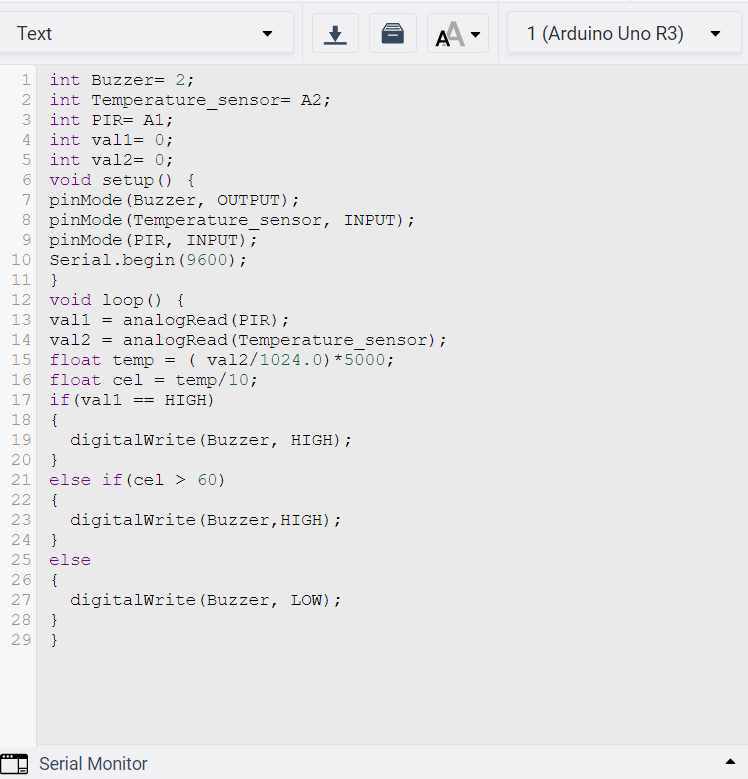 Text
1 (Arduino Uno R3)
1 int Buzzer= 2;
2 int Temperature_sensor= A2;
3 int PIR= A1;
4 int val1= 0;
5 int val2= 0;
6 void setup() {
7 pinMode(Buzzer, OUTPUT);
8 pinMode(Temperature_sensor, INPUT);
9 pinMode(PIR, INPUT);
10 Serial.begin(9600);
11 }
12 void loop() {
13 val1 = analogRead(PIR);
14 val2 = analogRead(Temperature_sensor);
15 float temp = ( val2/1024.0)*5000;
16 float cel = temp/10;
17 if(val1 == HIGH)
18 {
19   digitalWrite(Buzzer, HIGH);
20 }
21 else if(cel > 60)
22 {
23   digitalWrite(Buzzer,HIGH);
24 }
25 else
26 {
27   digitalWrite(Buzzer, LOW);
28 }
29 }
Serial Monitor